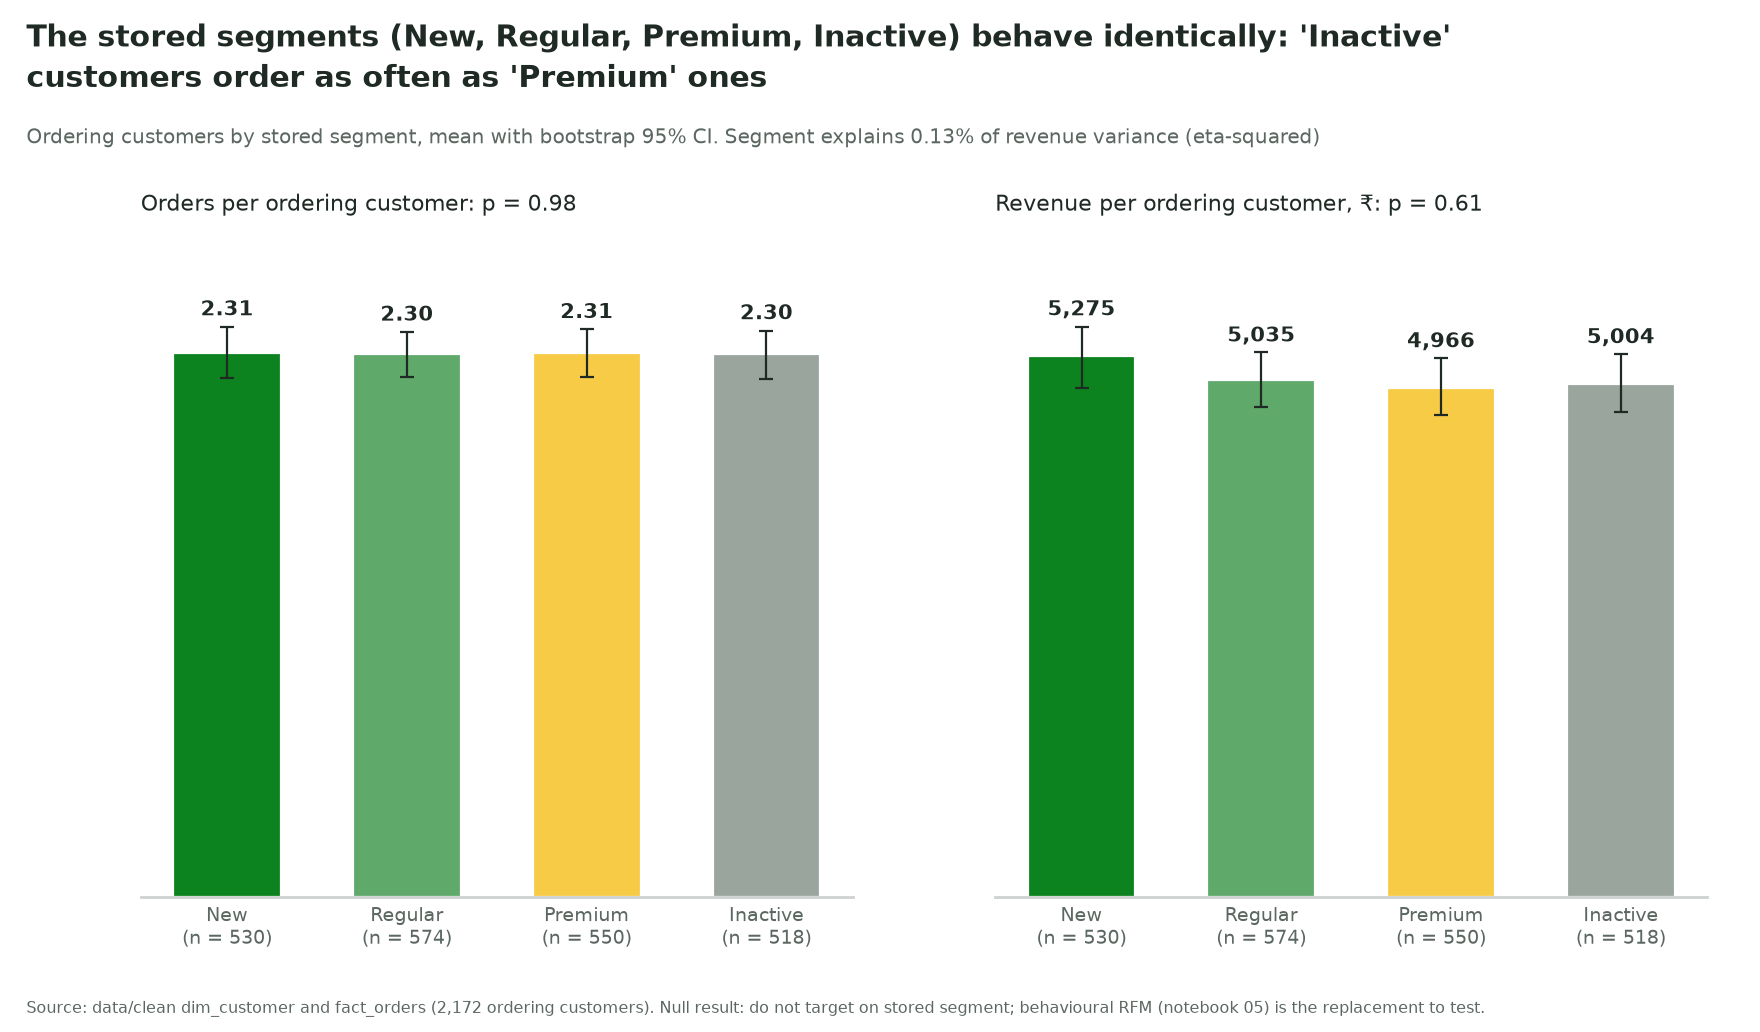 The stored segments (New, Regular, Premium, Inactive) behave identically: 'Inactive'
customers order as often as 'Premium' ones
Ordering customers by stored segment, mean with bootstrap 95% CI. Segment explains 0.13% of revenue variance (eta-squared)
Orders per ordering customer: p = 0.98
2.31
2.30
2.31
2.30
New
(n = 530)
Regular
(n = 574)
Premium
(n = 550)
Inactive
(n = 518)
Revenue per ordering customer, ₹: p = 0.61
5,275
5,035
4,966
5,004
New
(n = 530)
Regular
(n = 574)
Premium
(n = 550)
Inactive
(n = 518)
Source: data/clean dim_customer and fact_orders (2,172 ordering customers). Null result: do not target on stored segment; behavioural RFM (notebook 05) is the replacement to test.